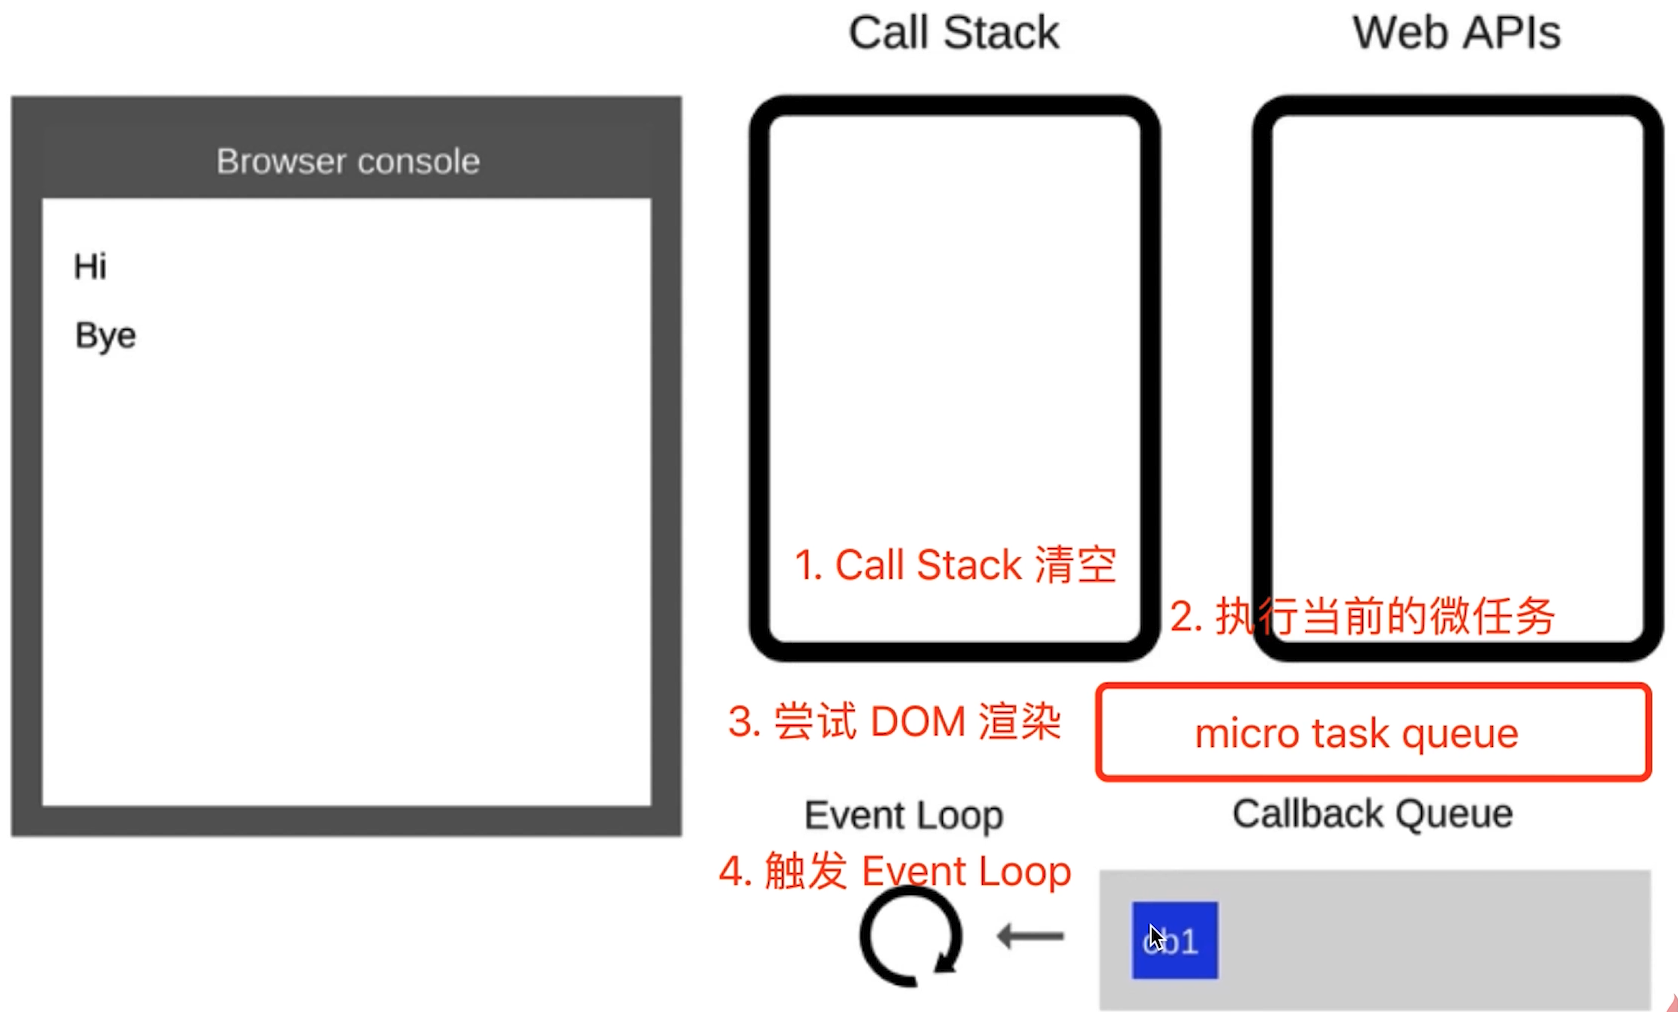 Call Stack
Web APIs
Browser console
Hi
Bye
1. Call Stack 清空
2. 执行当前的微任务
3. 尝试 DOM 渲染
micro task queue
Event Loop
Callback Queue
4. 触发 Event Loop
cb1